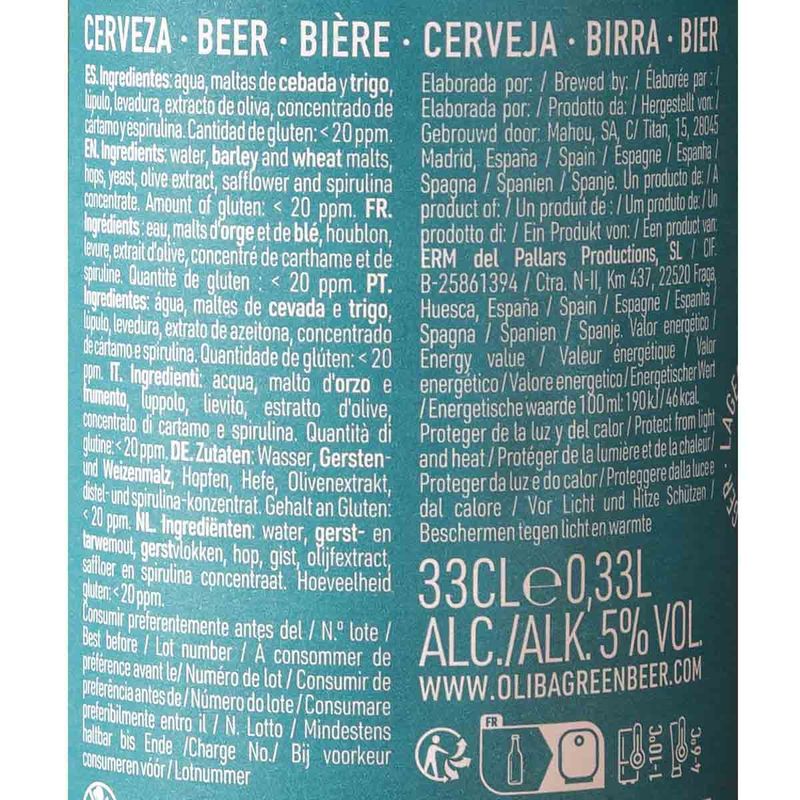 CERVEZA · BEER · BIÈRE · CERVEJA · BIRRA · BIER
ES. Ingredientes: agua, maltas de cebada y trigo,
lúpulo, levadura, extracto de oliva, concentrado de
cártamo y espirulina. Cantidad de gluten: < 20 ppm.
EN. Ingredients: water, barley and wheat malts,
hops, yeast, olive extract, safflower and spirulina
concentrate. Amount of gluten: < 20 ppm. FR.
Ingrédients: eau, malts d'orge et de blé, houblon,
levure, extrait d'olive, concentré de carthame et de
spiruline. Quantité de gluten : < 20 ppm. PT.
Ingredientes: água, maltes de cevada e trigo,
lúpulo, levedura, extrato de azeitona, concentrado
de cártamo e spirulina. Quantidade de glúten: < 20
ppm. IT. Ingredienti: acqua, malto d'orzo e
frumento, luppolo, lievito, estratto d'olive,
concentrato di cartamo e spirulina. Quantità di
glutine: < 20 ppm. DE. Zutaten: Wasser, Gersten-
und Weizenmalz, Hopfen, Hefe, Olivenextrakt,
distel- und spirulina-konzentrat. Gehalt an Gluten:
< 20 ppm. NL. Ingrediënten: water, gerst- en
tarwemout, gerstvlokken, hop, gist, olijfextract,
saffloer en spirulina concentraat. Hoeveelheid
gluten: < 20 ppm.
Consumir preferentemente antes del / N.º lote /
Best before / Lot number / À consommer de
préférence avant le/ Numéro de lot / Consumir de
preferência antes de / Número do lote / Consumare
preferibilmente entro il / N. Lotto / Mindestens
haltbar bis Ende /Charge No./ Bij voorkeur
consumeren vóór / Lotnummer
Elaborada por: / Brewed by: / Élaborée par : /
Elaborada por: / Prodotto da: / Hergestellt von: /
Gebrouwd door: Mahou, SA, C/ Titan, 15, 28045
Madrid, España / Spain / Espagne / Espanha /
Spagna / Spanien / Spanje. Un producto de: / A
product of: / Un produit de : / Um produto de: / Un
prodotto di: / Ein Produkt von: / Een product van:
ERM del Pallars Productions, SL / CIF.
B-25861394 / Ctra. N-II, Km 437, 22520 Fraga,
Huesca, España / Spain / Espagne / Espanha /
Spagna / Spanien / Spanje. Valor energético /
Energy value / Valeur énergétique / Valor
energético / Valore energetico / Energetischer Wert
/ Energetische waarde 100 ml: 190 kJ / 46 kcal.
Proteger de la luz y del calor / Protect from light
and heat / Protéger de la lumière et de la chaleur /
Proteger da luz e do calor / Proteggere dalla luce e
dal calore / Vor Licht und Hitze Schützen /
Beschermen tegen licht en warmte
33CL e 0,33L
ALC./ALK. 5% VOL.
WWW.OLIBAGREENBEER.COM
FR
1-10ºC
4-6ºC